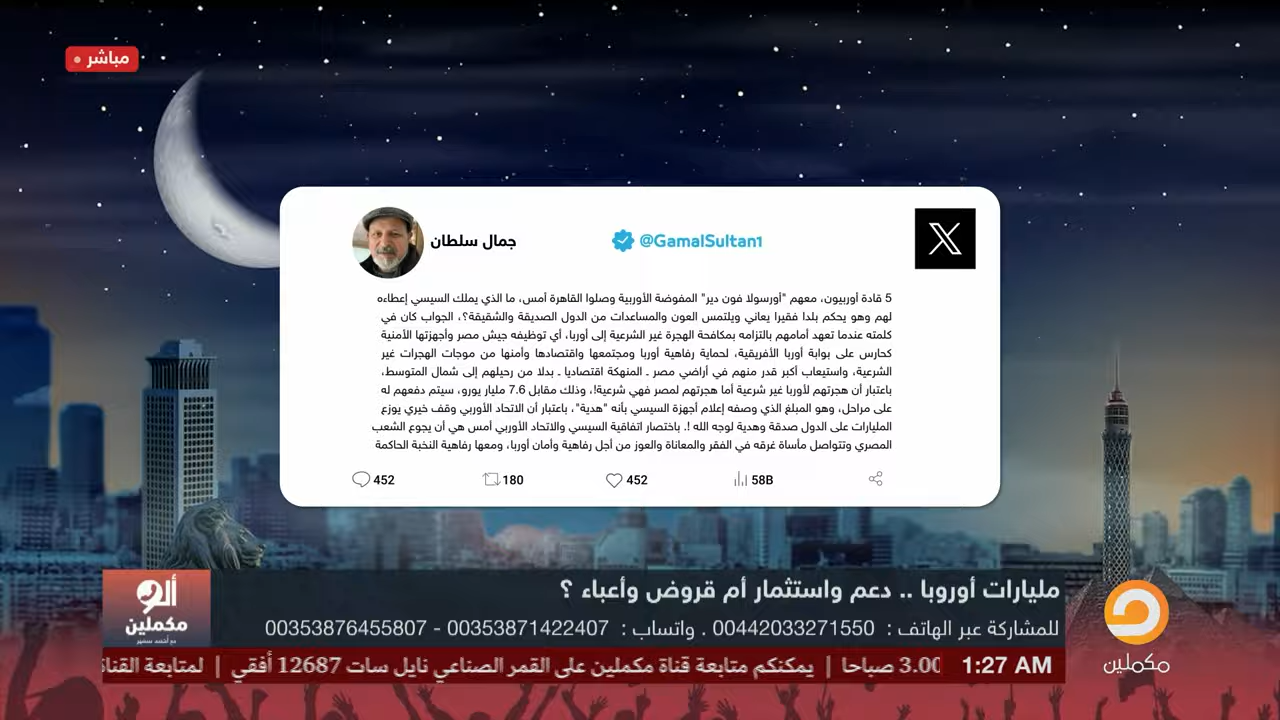 مباشر
جمال سلطان
@GamalSultan1
5 قادة أوربيون، معهم "أورسولا فون دير" المفوضة الأوربية وصلوا القاهرة أمس، ما الذي يملك السيسي إعطاءه
لهم وهو يحكم بلدا فقيرا يعاني ويلتمس العون والمساعدات من الدول الصديقة والشقيقة؟، الجواب كان في
كلمته عندما تعهد أمامهم بالتزامه بمكافحة الهجرة غير الشرعية إلى أوربا، أي توظيفه جيش مصر وأجهزتها الأمنية
كحارس على بوابة أوربا الأفريقية، لحماية رفاهية أوربا ومجتمعها واقتصادها وأمنها من موجات الهجرات غير
الشرعية، واستيعاب أكبر قدر منهم في أراضي مصر ـ المنهكة اقتصاديا ـ بدلا من رحيلهم إلى شمال المتوسط،
باعتبار أن هجرتهم لأوربا غير شرعية أما هجرتهم لمصر فهي شرعية!، وذلك مقابل 7.6 مليار يورو، سيتم دفعهم له
على مراحل، وهو المبلغ الذي وصفه إعلام أجهزة السيسي بأنه "هدية"، باعتبار أن الاتحاد الأوربي وقف خيري يوزع
المليارات على الدول صدقة وهدية لوجه الله !. باختصار اتفاقية السيسي والاتحاد الأوربي أمس هي أن يجوع الشعب
المصري وتتواصل مأساة غرقه في الفقر والمعاناة والعوز من أجل رفاهية وأمان أوربا، ومعها رفاهية النخبة الحاكمة
452 180 452 58B
مليارات أوروبا .. دعم واستثمار أم قروض وأعباء ؟
للمشاركة عبر الهاتف : 00442033271550 . واتساب : 00353871422407 - 00353876455807
ألو
مكملين
مع أحمد سمير
مكملين
1:27 AM
3.00 صباحا | يمكنكم متابعة قناة مكملين على القمر الصناعي نايل سات 12687 أفقي | لمتابعة القناة